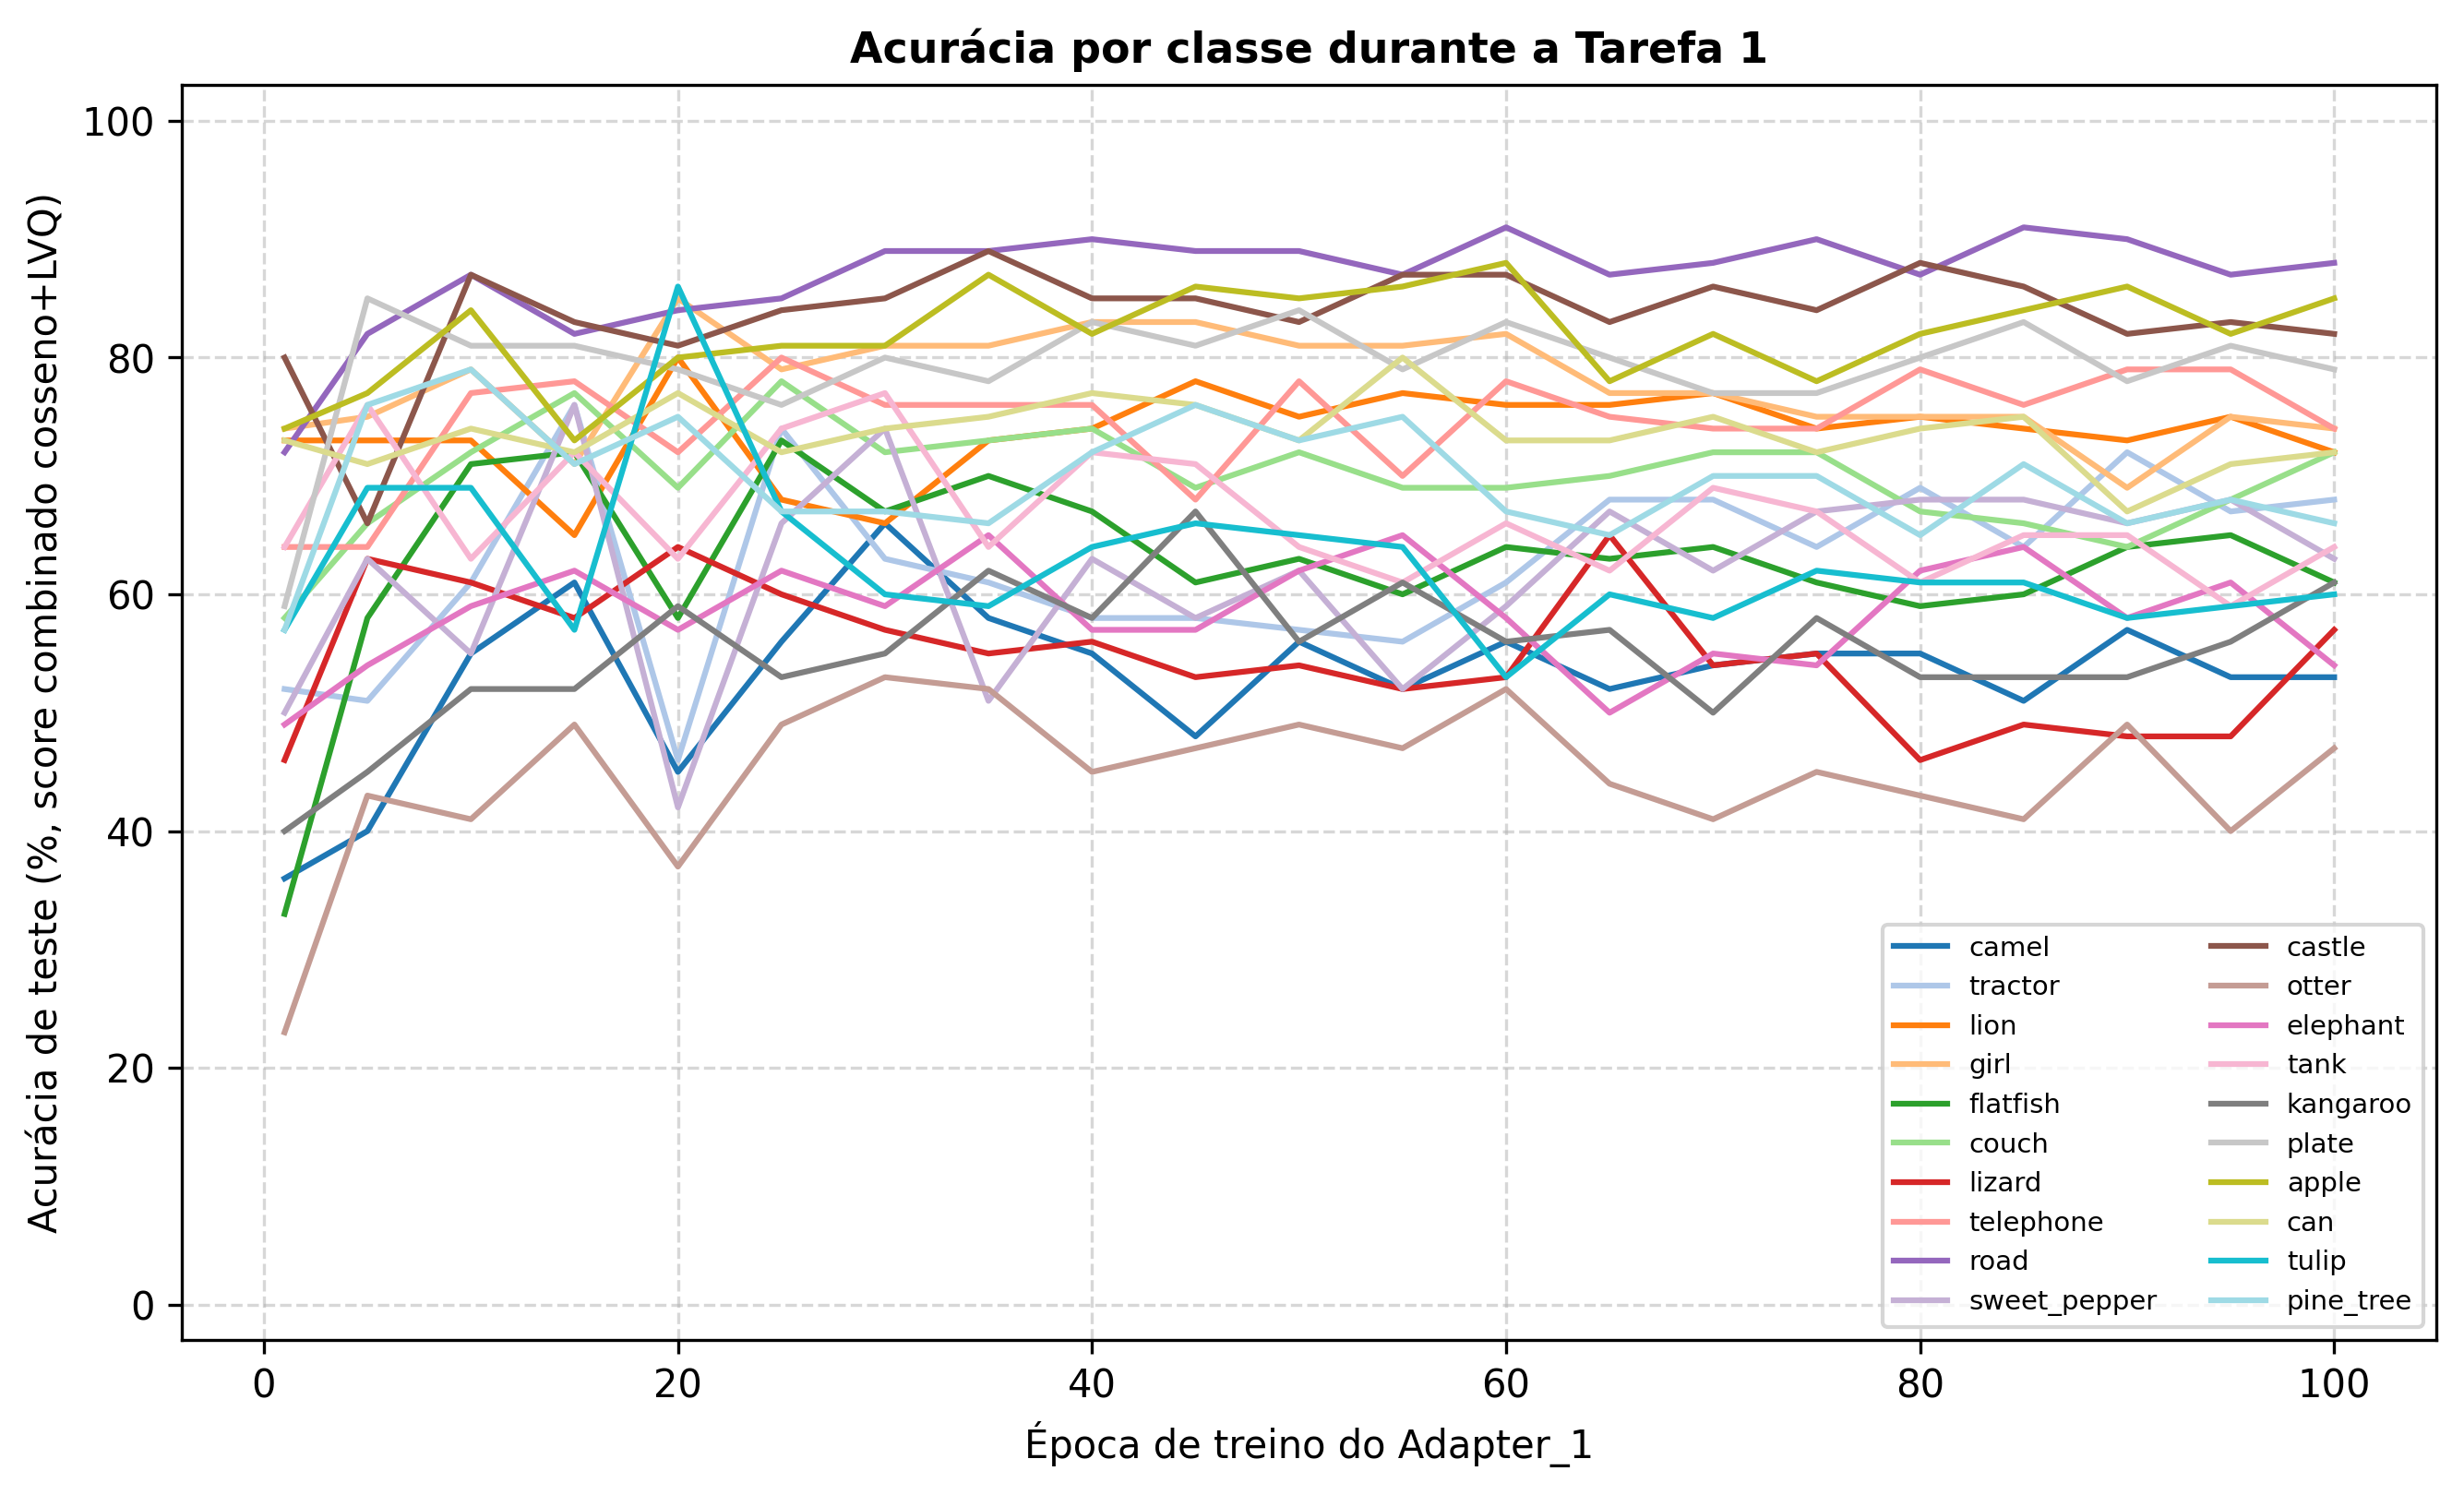 Acurácia por classe durante a Tarefa 1
Acurácia de teste (%, score combinado cosseno+LVQ)
100
80
60
40
20
0
0 20 40 60 80 100
Época de treino do Adapter_1
camel
tractor
lion
girl
flatfish
couch
lizard
telephone
road
sweet_pepper
castle
otter
elephant
tank
kangaroo
plate
apple
can
tulip
pine_tree